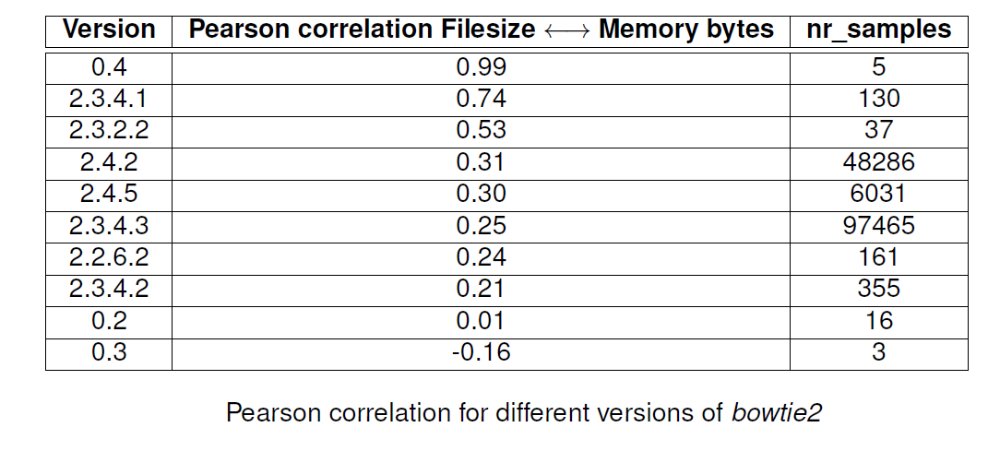 Version Pearson correlation Filesize ⟷ Memory bytes nr_samples
0.4 0.99 5
2.3.4.1 0.74 130
2.3.2.2 0.53 37
2.4.2 0.31 48286
2.4.5 0.30 6031
2.3.4.3 0.25 97465
2.2.6.2 0.24 161
2.3.4.2 0.21 355
0.2 0.01 16
0.3 -0.16 3
Pearson correlation for different versions of bowtie2